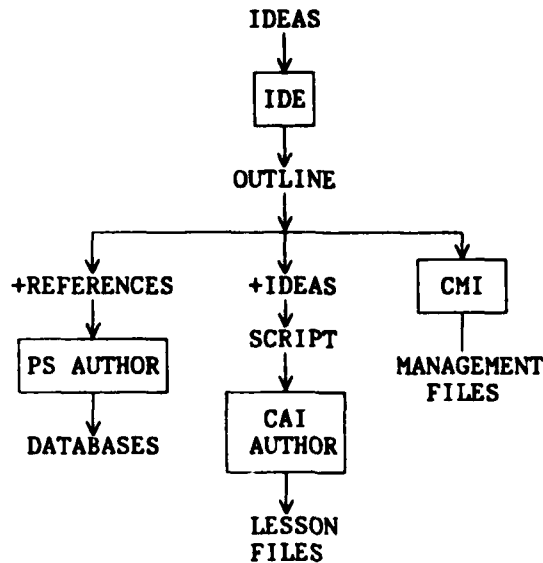 IDEAS
IDE
OUTLINE
+REFERENCES
+IDEAS
CMI
SCRIPT
PS AUTHOR
MANAGEMENT
FILES
CAI
AUTHOR
DATABASES
LESSON
FILES